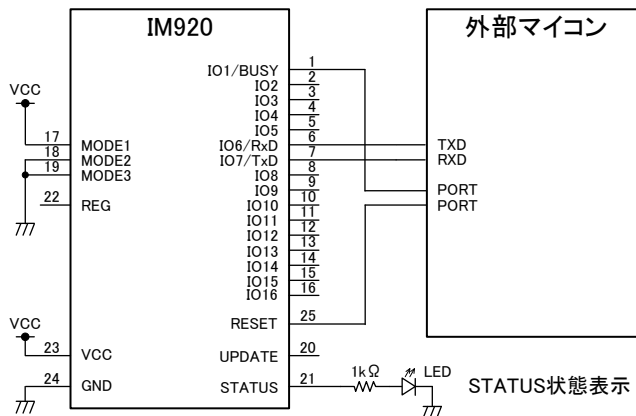 IM920
外部マイコン
VCC
17 MODE1
18 MODE2
19 MODE3
22 REG
VCC
23 VCC
24 GND
IO1/BUSY 1
IO2 2
IO3 3
IO4 4
IO5 5
IO6/RxD 6
IO7/TxD 7
IO8 8
IO9 9
IO10 10
IO11 11
IO12 12
IO13 13
IO14 14
IO15 15
IO16 16
RESET 25
UPDATE 20
STATUS 21
TXD
RXD
PORT
PORT
1kΩ
LED
STATUS状態表示